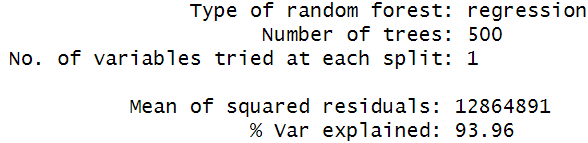 Type of random forest: regression
Number of trees: 500
No. of variables tried at each split: 1
Mean of squared residuals: 12864891
% Var explained: 93.96